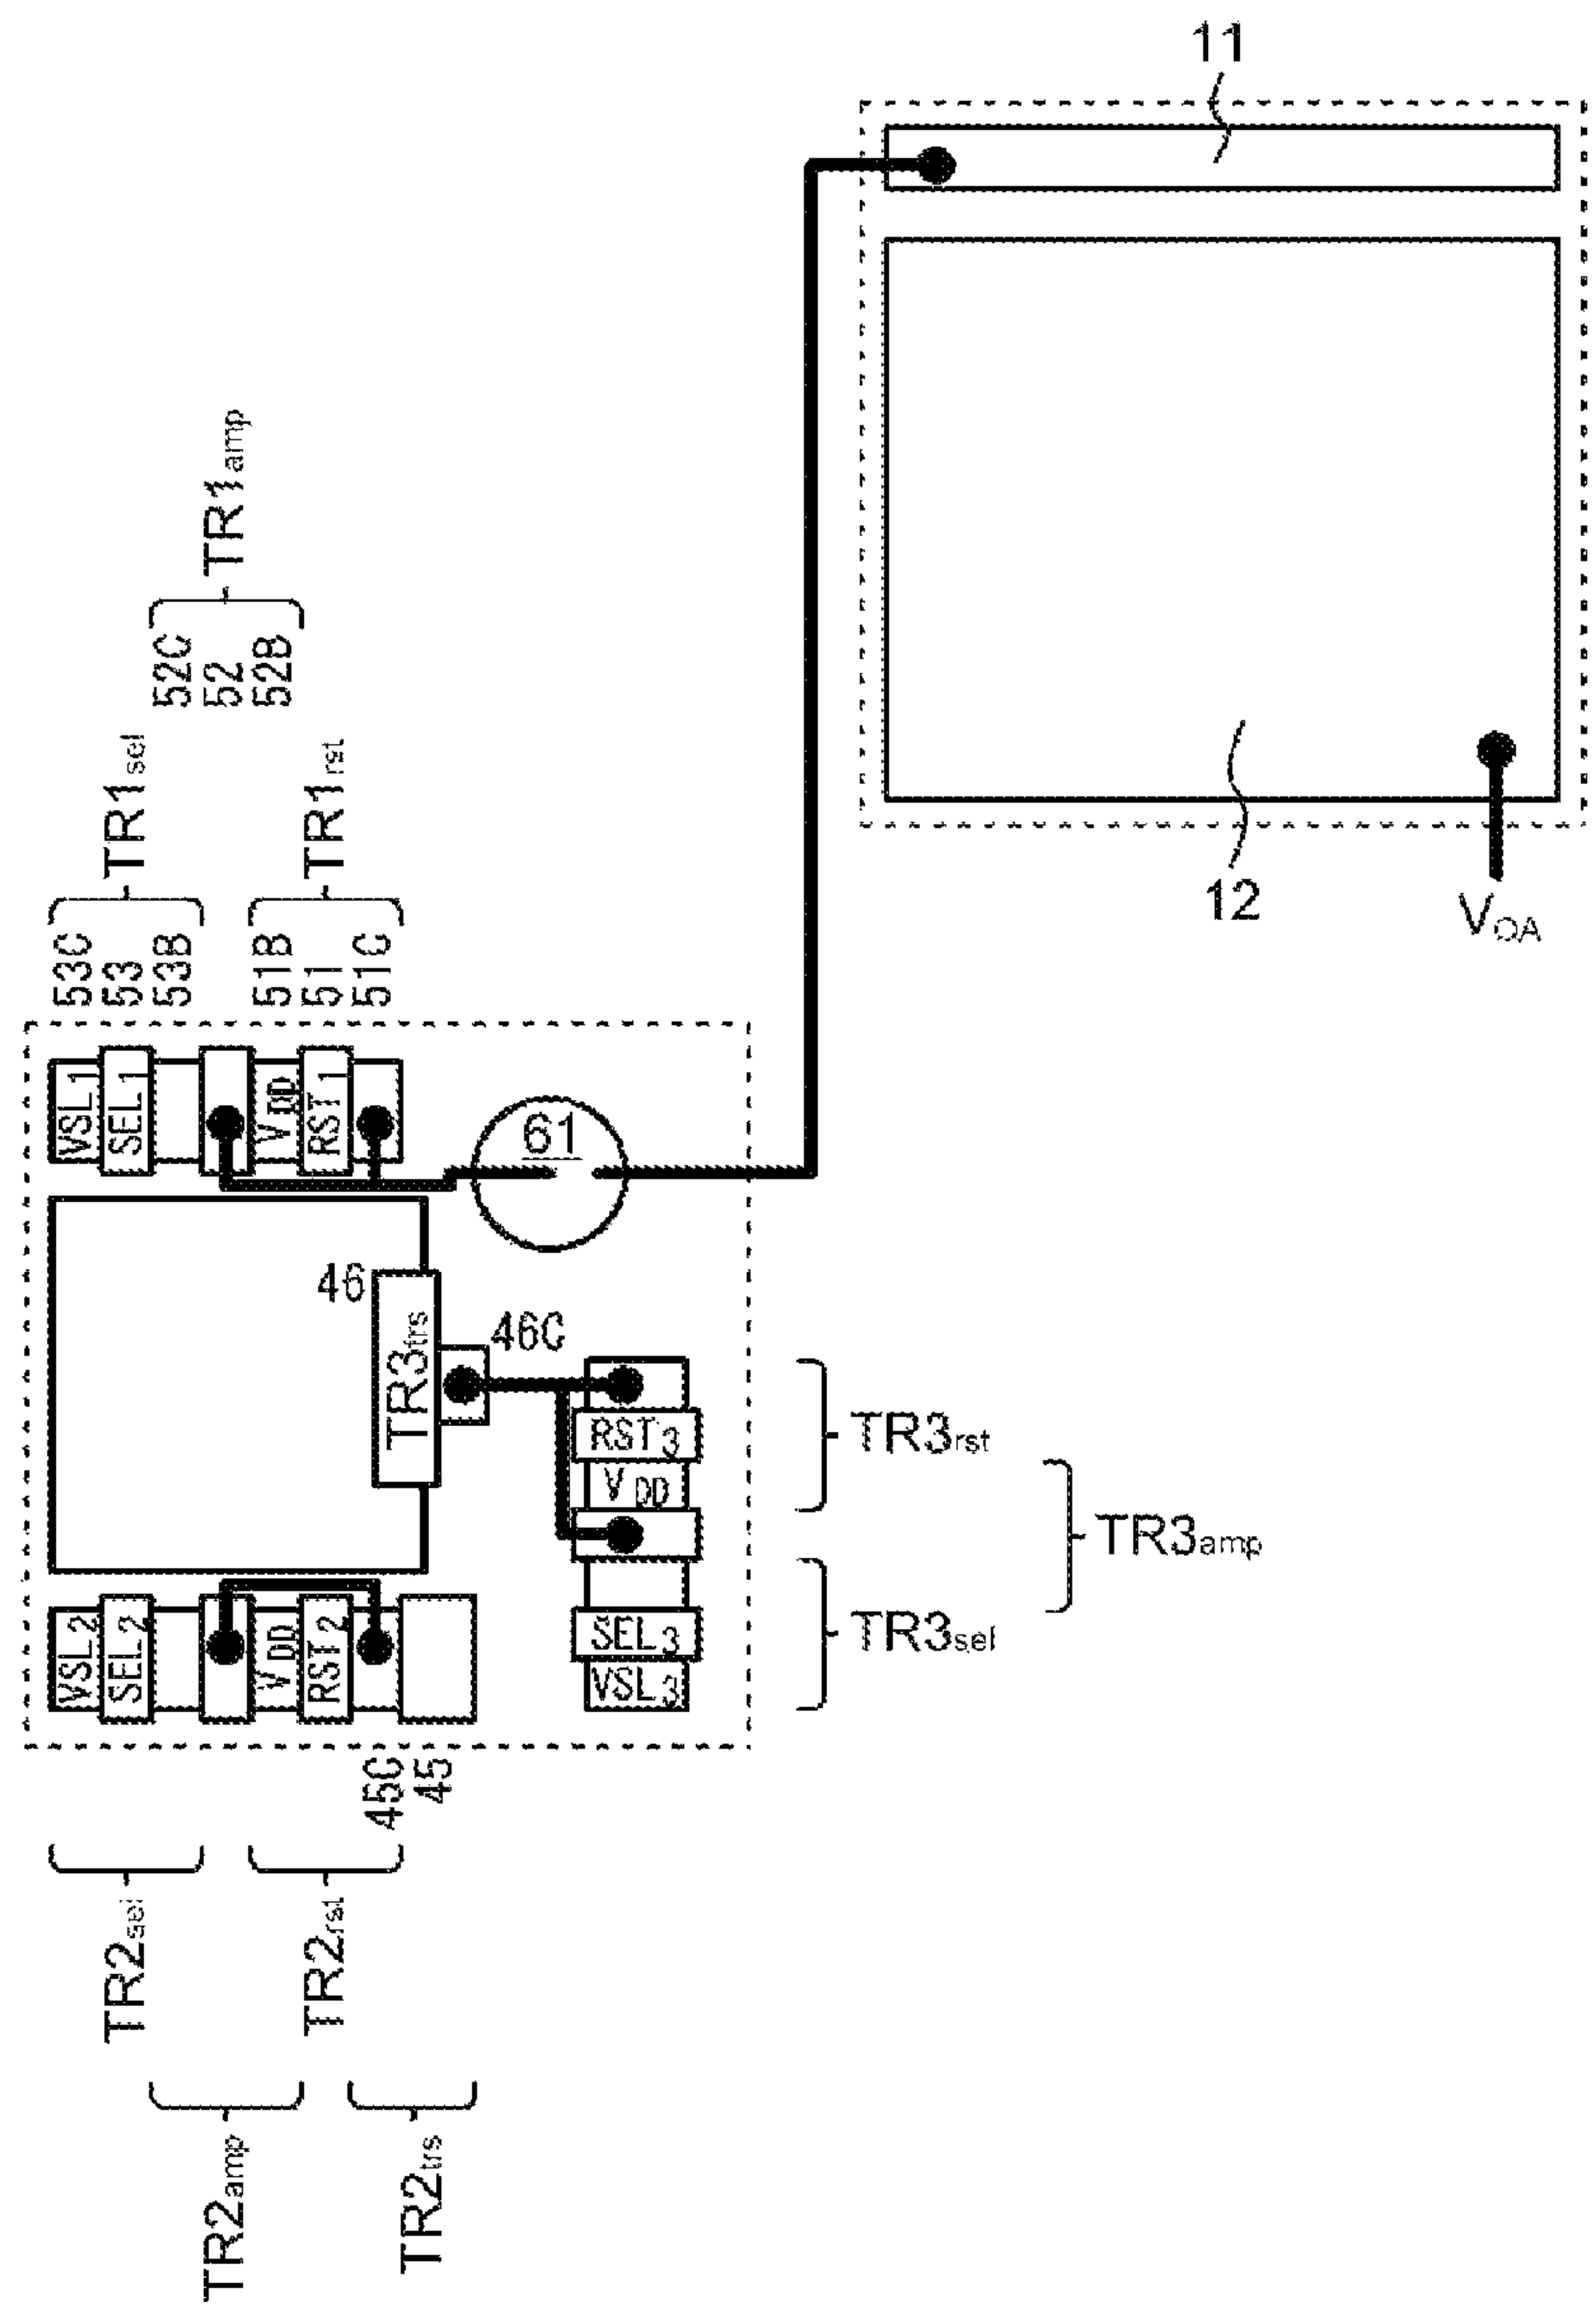 11
12
VOA
TR1amp
52C
52
52B
TR1sel
TR1rst
53C
53
53B
51B
51
51C
VSL1
SEL1
VDD
RST1
61
46
TR3trs
46C
RST3
VDD
SEL3
VSL3
TR3rst
TR3amp
TR3sel
VSL2
SEL2
VDD
RST2
45C
45
TR2sel
TR2rst
TR2amp
TR2trs